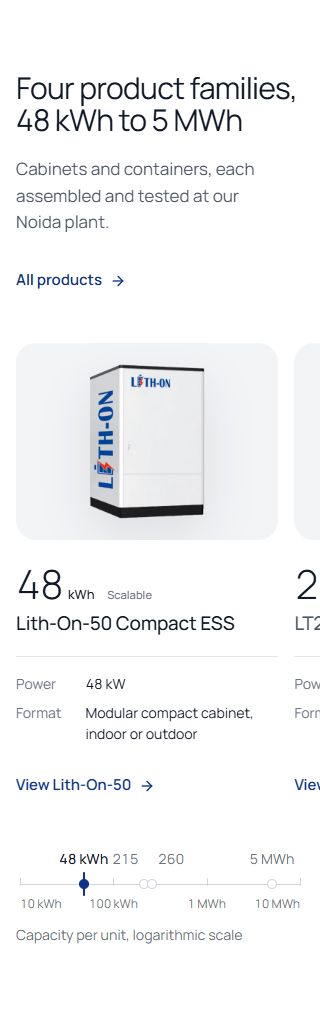 Four product families,
48 kWh to 5 MWh
Cabinets and containers, each
assembled and tested at our
Noida plant.
All products →
LITH-ON
LITH-ON
48 kWh Scalable
2
Lith-On-50 Compact ESS
LT2
Power 48 kW
Pow
Format Modular compact cabinet,
indoor or outdoor
Form
View Lith-On-50 →
View
48 kWh 215 260 5 MWh
10 kWh 100 kWh 1 MWh 10 MWh
Capacity per unit, logarithmic scale